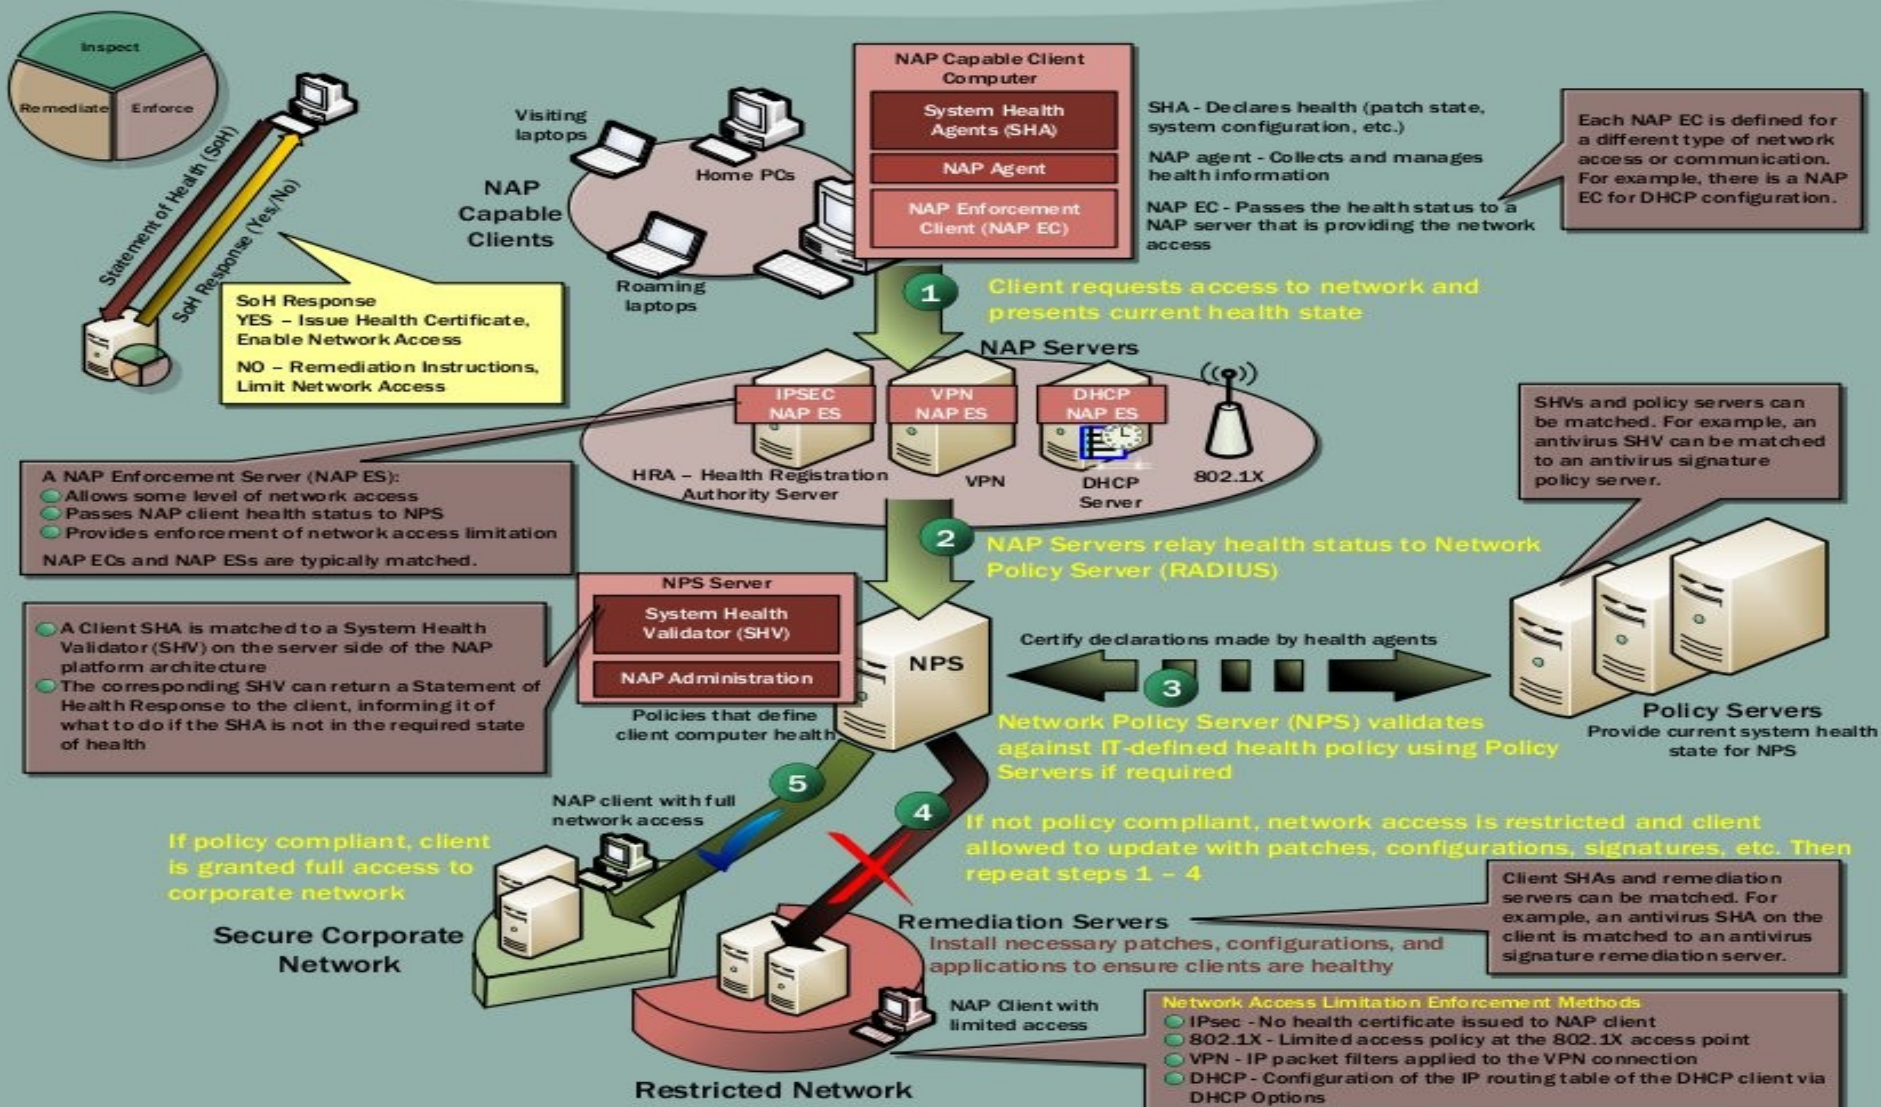 Inspect
Remediate
Enforce
Statement of Health (SoH)
SoH Response (Yes/No)
SoH Response
YES – Issue Health Certificate,
Enable Network Access
NO – Remediation Instructions,
Limit Network Access
Visiting
laptops
Home PCs
NAP
Capable
Clients
Roaming
laptops
NAP Capable Client
Computer
System Health
Agents (SHA)
NAP Agent
NAP Enforcement
Client (NAP EC)
SHA - Declares health (patch state,
system configuration, etc.)
NAP agent - Collects and manages
health information
NAP EC - Passes the health status to a
NAP server that is providing the network
access
Each NAP EC is defined for
a different type of network
access or communication.
For example, there is a NAP
EC for DHCP configuration.
1
Client requests access to network and
presents current health state
NAP Servers
IPSEC
NAP ES
VPN
NAP ES
DHCP
NAP ES
HRA – Health Registration
Authority Server
VPN
DHCP
Server
802.1X
A NAP Enforcement Server (NAP ES):
Allows some level of network access
Passes NAP client health status to NPS
Provides enforcement of network access limitation
NAP ECs and NAP ESs are typically matched.
SHVs and policy servers can
be matched. For example, an
antivirus SHV can be matched
to an antivirus signature
policy server.
2
NAP Servers relay health status to Network
Policy Server (RADIUS)
NPS Server
System Health
Validator (SHV)
NAP Administration
NPS
Policies that define
client computer health
A Client SHA is matched to a System Health
Validator (SHV) on the server side of the NAP
platform architecture
The corresponding SHV can return a Statement of
Health Response to the client, informing it of
what to do if the SHA is not in the required state
of health
Certify declarations made by health agents
3
Network Policy Server (NPS) validates
against IT-defined health policy using Policy
Servers if required
Policy Servers
Provide current system health
state for NPS
5
NAP client with full
network access
If policy compliant, client
is granted full access to
corporate network
Secure Corporate
Network
4
If not policy compliant, network access is restricted and client
allowed to update with patches, configurations, signatures, etc. Then
repeat steps 1 – 4
Remediation Servers
Install necessary patches, configurations, and
applications to ensure clients are healthy
Client SHAs and remediation
servers can be matched. For
example, an antivirus SHA on the
client is matched to an antivirus
signature remediation server.
NAP Client with
limited access
Restricted Network
Network Access Limitation Enforcement Methods
IPsec - No health certificate issued to NAP client
802.1X - Limited access policy at the 802.1X access point
VPN - IP packet filters applied to the VPN connection
DHCP - Configuration of the IP routing table of the DHCP client via
DHCP Options